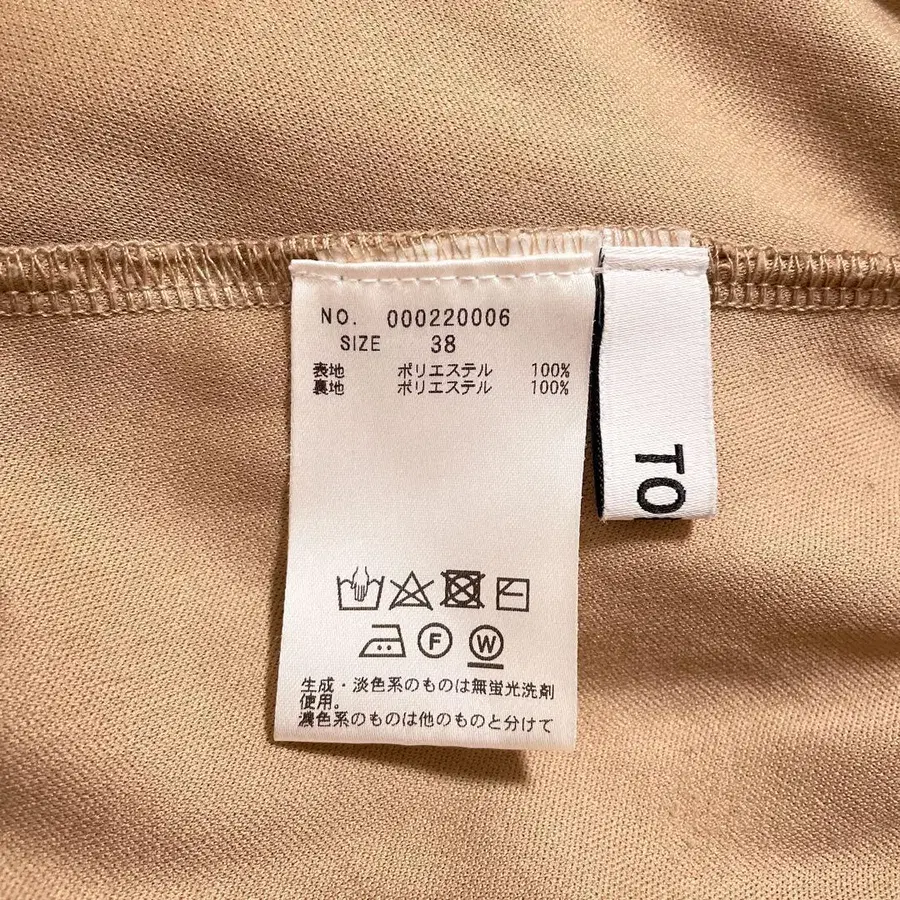 NO. 000220006
SIZE 38
表地 ポリエステル 100%
裏地 ポリエステル 100%
F W
生成・淡色系のものは無蛍光洗剤
使用。
濃色系のものは他のものと分けて
TO